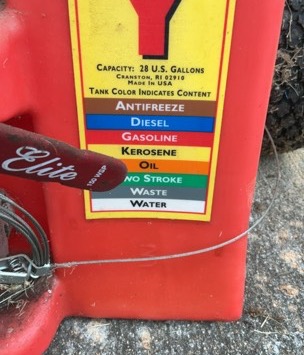 CAPACITY: 28 U.S. GALLONS
CRANSTON, RI 02910
MADE IN USA
TANK COLOR INDICATES CONTENT
ANTIFREEZE
DIESEL
GASOLINE
KEROSENE
OIL
WO STROKE
WASTE
WATER
Elite